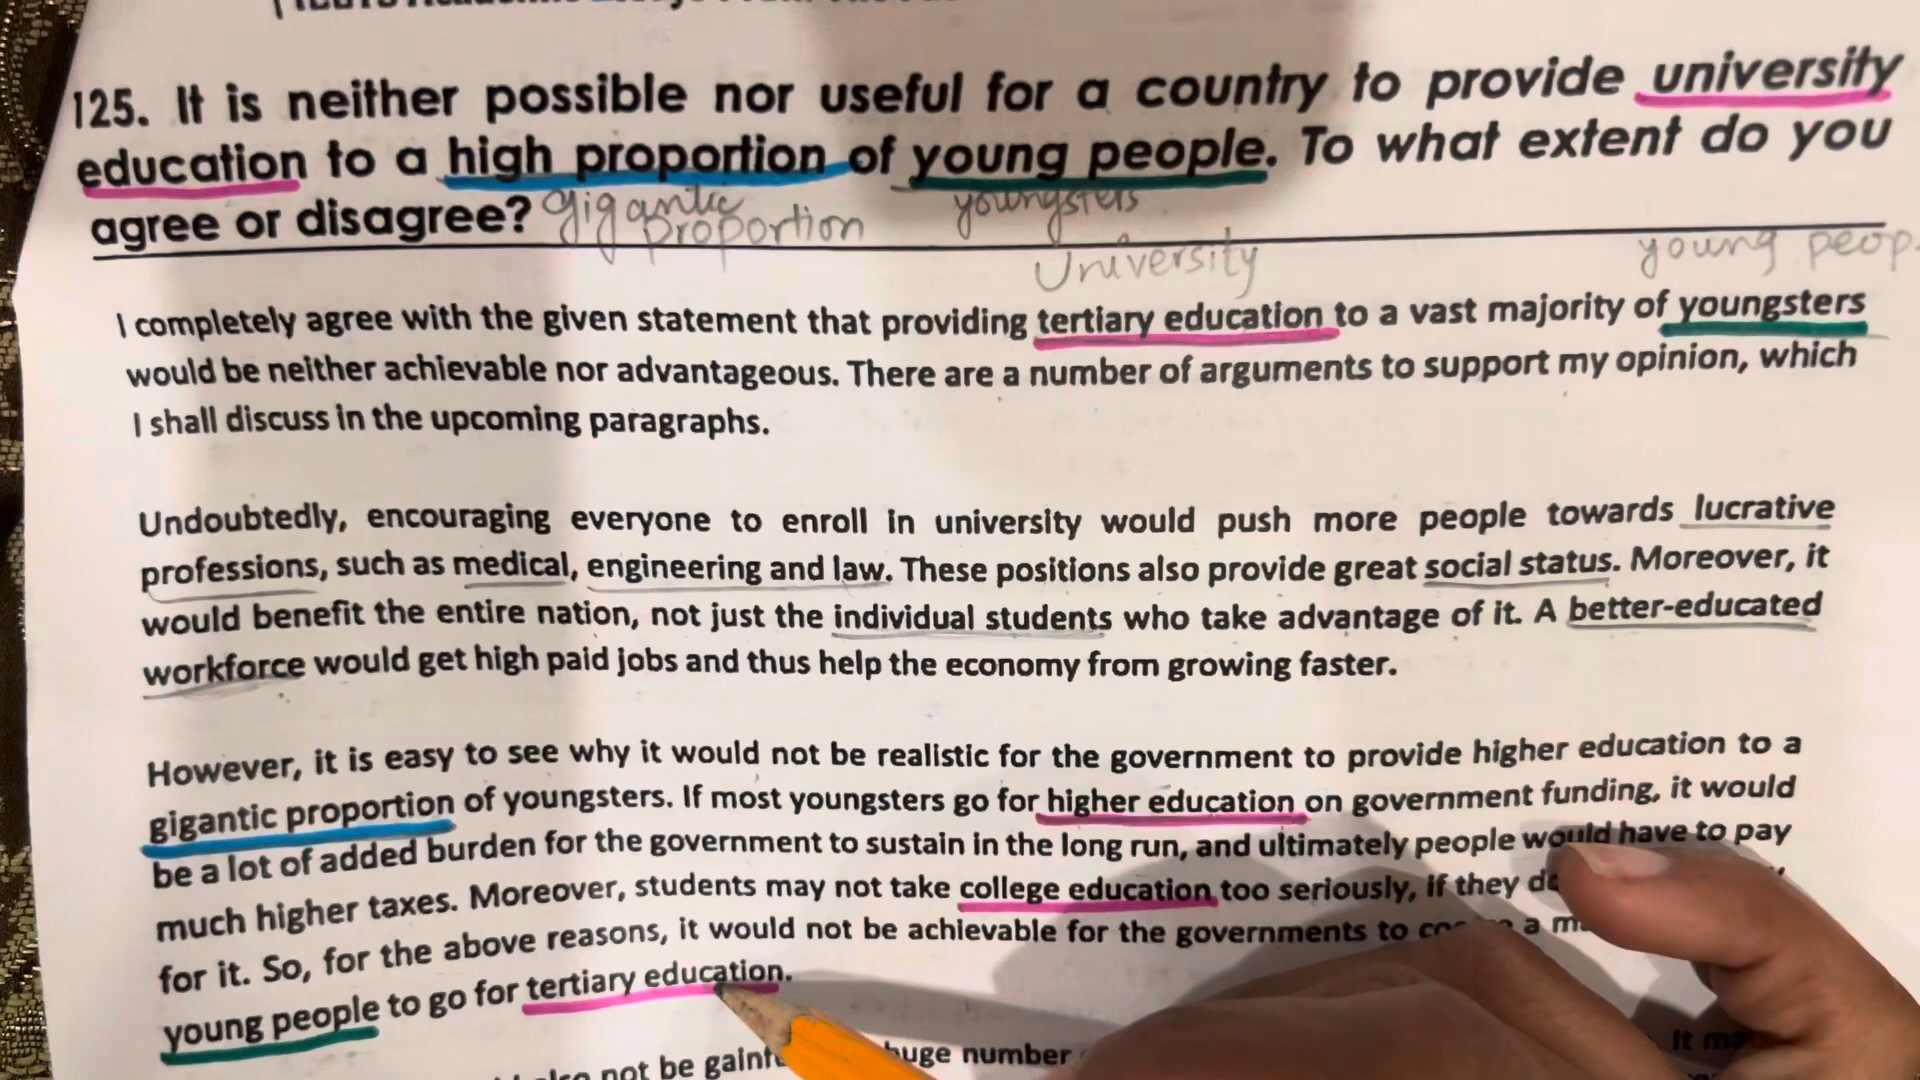 125. It is neither possible nor useful for a country to provide university
education to a high proportion of young people. To what extent do you
agree or disagree? gigantic proportion youngsters
University young peop
I completely agree with the given statement that providing tertiary education to a vast majority of youngsters
would be neither achievable nor advantageous. There are a number of arguments to support my opinion, which
I shall discuss in the upcoming paragraphs.
Undoubtedly, encouraging everyone to enroll in university would push more people towards lucrative
professions, such as medical, engineering and law. These positions also provide great social status. Moreover, it
would benefit the entire nation, not just the individual students who take advantage of it. A better-educated
workforce would get high paid jobs and thus help the economy from growing faster.
However, it is easy to see why it would not be realistic for the government to provide higher education to a
gigantic proportion of youngsters. If most youngsters go for higher education on government funding, it would
be a lot of added burden for the government to sustain in the long run, and ultimately people would have to pay
much higher taxes. Moreover, students may not take college education too seriously, if they
for it. So, for the above reasons, it would not be achievable for the governments to a
young people to go for tertiary education.
not be huge number It